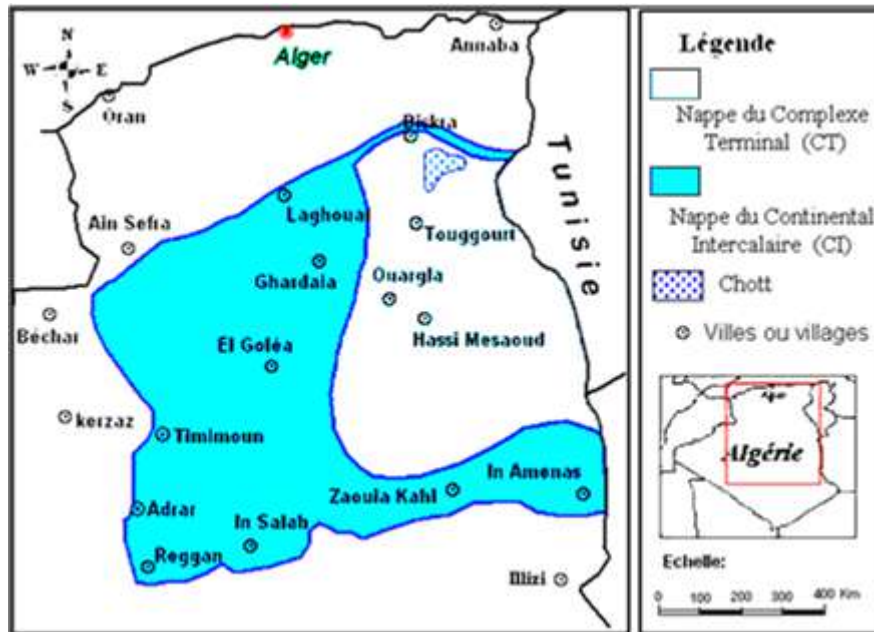 N
W E
S
Alger
Annaba
Oran
Biskra
Tunisie
Laghouat
Aïn Sefra
Touggourt
Ghardaia
Ouargla
Béchar
Hassi Mesaoud
El Goléa
kerzaz
Timimoun
In Amenas
Zaouia Kahl
Adrar
In Salah
Reggan
Illizi
Légende
Nappe du Complexe
Terminal (CT)
Nappe du Continental
Intercalaire (CI)
Chott
Villes ou villages
Algérie
Echelle:
0 100 200 300 400 Km